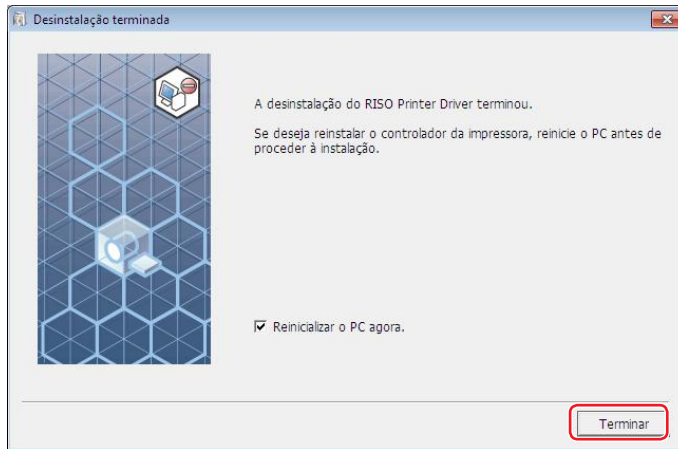 Desinstalação terminada
A desinstalação do RISO Printer Driver terminou.
Se deseja reinstalar o controlador da impressora, reinicie o PC antes de
proceder à instalação.
Reinicializar o PC agora.
Terminar